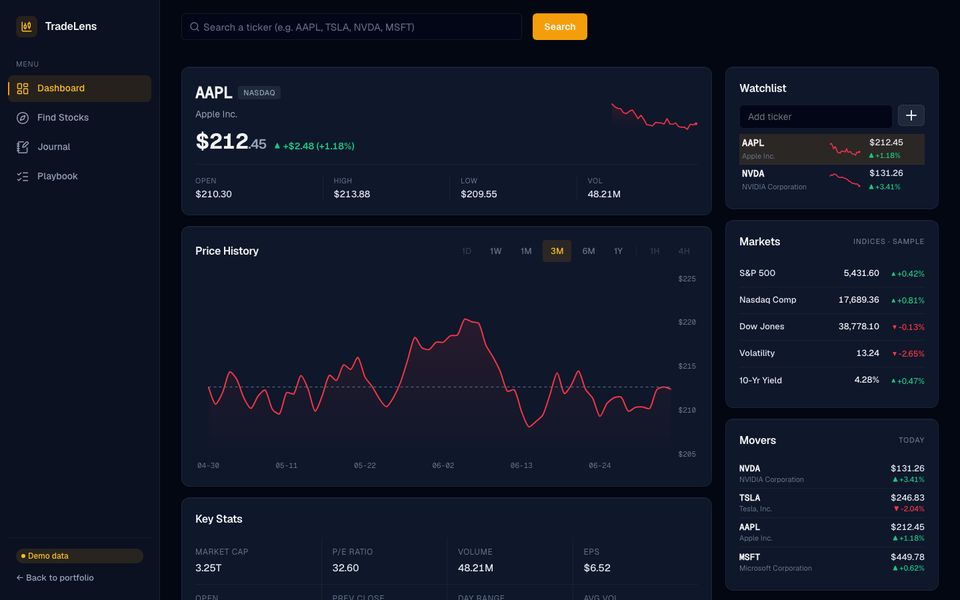 TradeLens
MENU
Dashboard
Find Stocks
Journal
Playbook
Demo data
← Back to portfolio
Search a ticker (e.g. AAPL, TSLA, NVDA, MSFT)
Search
AAPL NASDAQ
Apple Inc.
$212.45 ▲ +$2.48 (+1.18%)
OPEN HIGH LOW VOL
$210.30 $213.88 $209.55 48.21M
Price History 1D 1W 1M 3M 6M 1Y 1H 4H
$225
$220
$215
$210
$205
04-30 05-11 05-22 06-02 06-13 06-24
Key Stats
MARKET CAP P/E RATIO VOLUME EPS
3.25T 32.60 48.21M $6.52
OPEN PREV CLOSE DAY RANGE AVG VOL
Watchlist
Add ticker +
AAPL $212.45
Apple Inc. ▲+1.18%
NVDA $131.26
NVIDIA Corporation ▲+3.41%
Markets INDICES · SAMPLE
S&P 500 5,431.60 ▲+0.42%
Nasdaq Comp 17,689.36 ▲+0.81%
Dow Jones 38,778.10 ▼-0.13%
Volatility 13.24 ▼-2.65%
10-Yr Yield 4.28% ▲+0.47%
Movers TODAY
NVDA $131.26
NVIDIA Corporation ▲+3.41%
TSLA $246.83
Tesla, Inc. ▼-2.04%
AAPL $212.45
Apple Inc. ▲+1.18%
MSFT $449.78
Microsoft Corporation ▲+0.62%